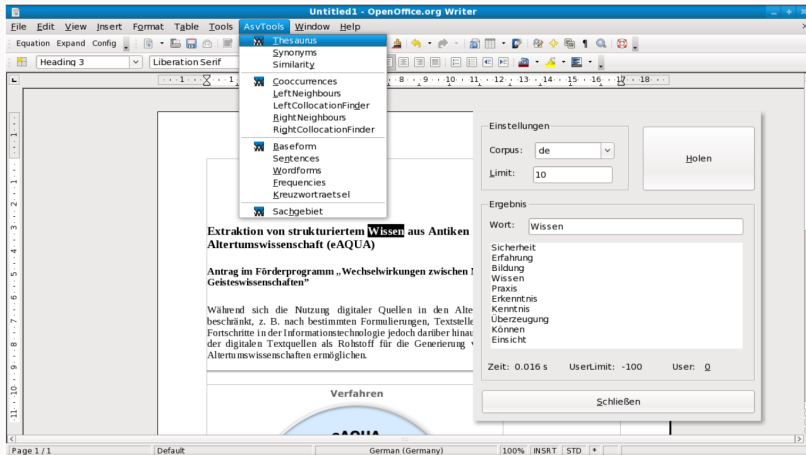 Untitled1 - OpenOffice.org Writer
File Edit View Insert Format Table Tools AsvTools Window Help
Equation Expand Config
Heading 3
Liberation Serif
Thesaurus
Synonyms
Similarity
Cooccurrences
LeftNeighbours
LeftCollocationFinder
RightNeighbours
RightCollocationFinder
Baseform
Sentences
Wordforms
Frequencies
Kreuzwortraetsel
Sachgebiet
Extraktion von strukturiertem Wissen aus Antiken
Altertumswissenschaft (eAQUA)
Antrag im Förderprogramm „Wechselwirkungen zwischen
Geisteswissenschaften”
Während sich die Nutzung digitaler Quellen in den Alte
beschränkt, z. B. nach bestimmten Formulierungen, Textstelle
Fortschritte in der Informationstechnologie jedoch darüber hinau
der digitalen Textquellen als Rohstoff für die Generierung
Altertumswissenschaften ermöglichen.
Verfahren
eAQUA
Einstellungen
Corpus: de
Limit: 10
Holen
Ergebnis
Wort: Wissen
Sicherheit
Erfahrung
Bildung
Wissen
Praxis
Erkenntnis
Kenntnis
Überzeugung
Können
Einsicht
Zeit: 0.016 s UserLimit: -100 User: 0
Schließen
Page 1 / 1 Default German (Germany) 100% INSRT STD *